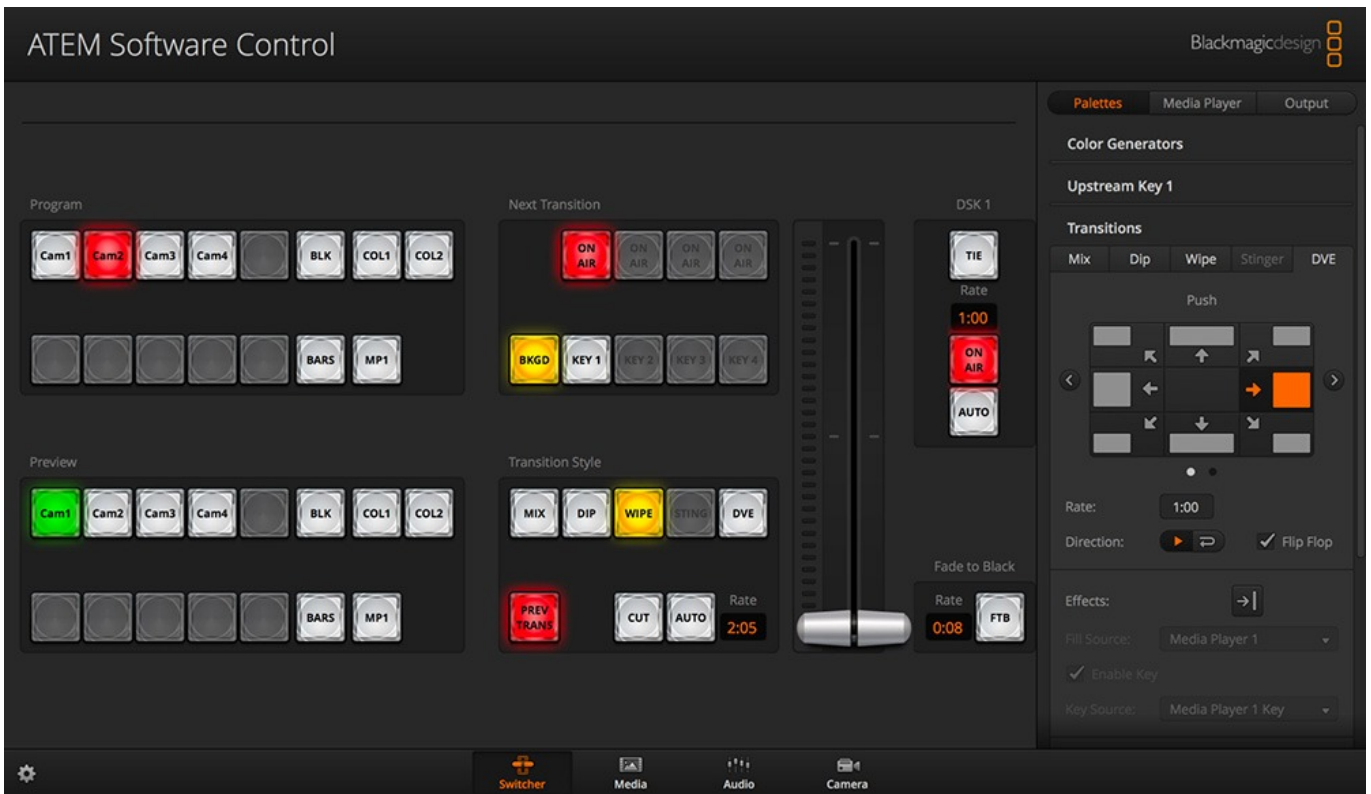 ATEM Software Control
Blackmagicdesign
Palettes Media Player Output
Color Generators
Upstream Key 1
Transitions
Mix Dip Wipe Stinger DVE
Push
Rate: 1:00
Direction: Flip Flop
Effects:
Fill Source: Media Player 1
Enable Key
Key Source: Media Player 1 Key
Program
Cam1 Cam2 Cam3 Cam4 BLK COL1 COL2
BARS MP1
Next Transition
ON AIR ON AIR ON AIR ON AIR
BKGD KEY 1 KEY 2 KEY 3 KEY 4
DSK 1
TIE
Rate
1:00
ON AIR
AUTO
Preview
Cam1 Cam2 Cam3 Cam4 BLK COL1 COL2
BARS MP1
Transition Style
MIX DIP WIPE STING DVE
PREV TRANS CUT AUTO Rate 2:05
Fade to Black
Rate
0:08 FTB
Switcher Media Audio Camera